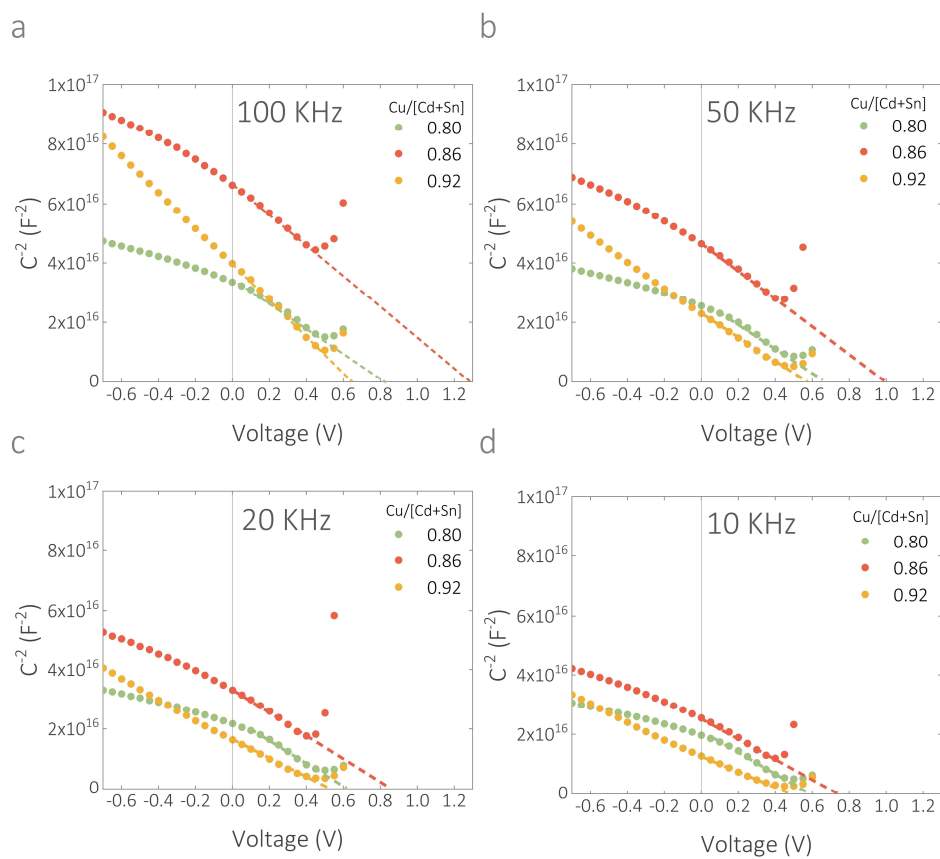 a
1x10^17
8x10^16
6x10^16
4x10^16
2x10^16
0
C^-2 (F^-2)
100 KHz
Cu/[Cd+Sn]
0.80
0.86
0.92
-0.6 -0.4 -0.2 0.0 0.2 0.4 0.6 0.8 1.0 1.2
Voltage (V)
b
1x10^17
8x10^16
6x10^16
4x10^16
2x10^16
0
C^-2 (F^-2)
50 KHz
Cu/[Cd+Sn]
0.80
0.86
0.92
-0.6 -0.4 -0.2 0.0 0.2 0.4 0.6 0.8 1.0 1.2
Voltage (V)
c
1x10^17
8x10^16
6x10^16
4x10^16
2x10^16
0
C^-2 (F^-2)
20 KHz
Cu/[Cd+Sn]
0.80
0.86
0.92
-0.6 -0.4 -0.2 0.0 0.2 0.4 0.6 0.8 1.0 1.2
Voltage (V)
d
1x10^17
8x10^16
6x10^16
4x10^16
2x10^16
0
C^-2 (F^-2)
10 KHz
Cu/[Cd+Sn]
0.80
0.86
0.92
-0.6 -0.4 -0.2 0.0 0.2 0.4 0.6 0.8 1.0 1.2
Voltage (V)